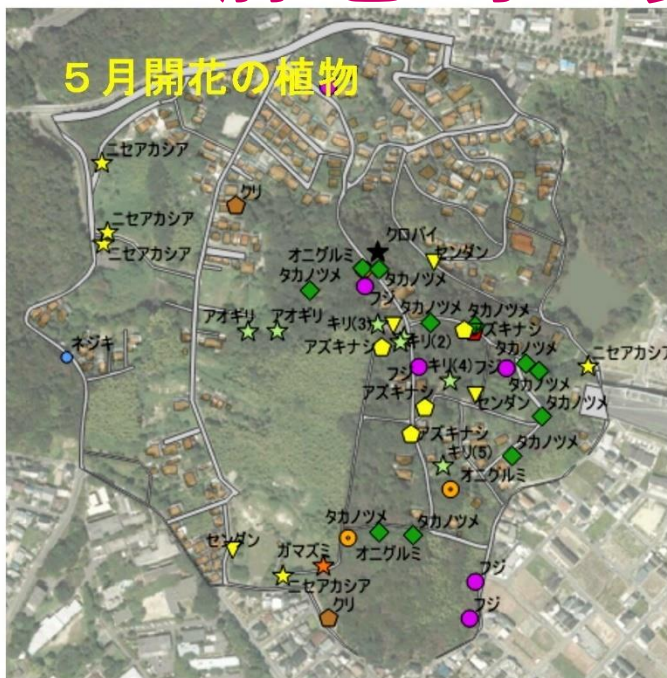 ５月開花の植物
ニセアカシア
クリ
ニセアカシア
ニセアカシア
クロバイ
センダン
オニグルミ
タカノツメ
タカノツメ
フジ
アオギリ
アオギリ
キリ(3)
タカノツメ
タカノツメ
アズキナシ
キリ(2)
アズキナシ
ネジキ
フジ
キリ(4)
フジ
タカノツメ
タカノツメ
ニセアカシア
アズキナシ
センダン
タカノツメ
アズキナシ
キリ(5)
タカノツメ
オニグルミ
タカノツメ
タカノツメ
センダン
ガマズミ
オニグルミ
ニセアカシア
クリ
フジ
フジ